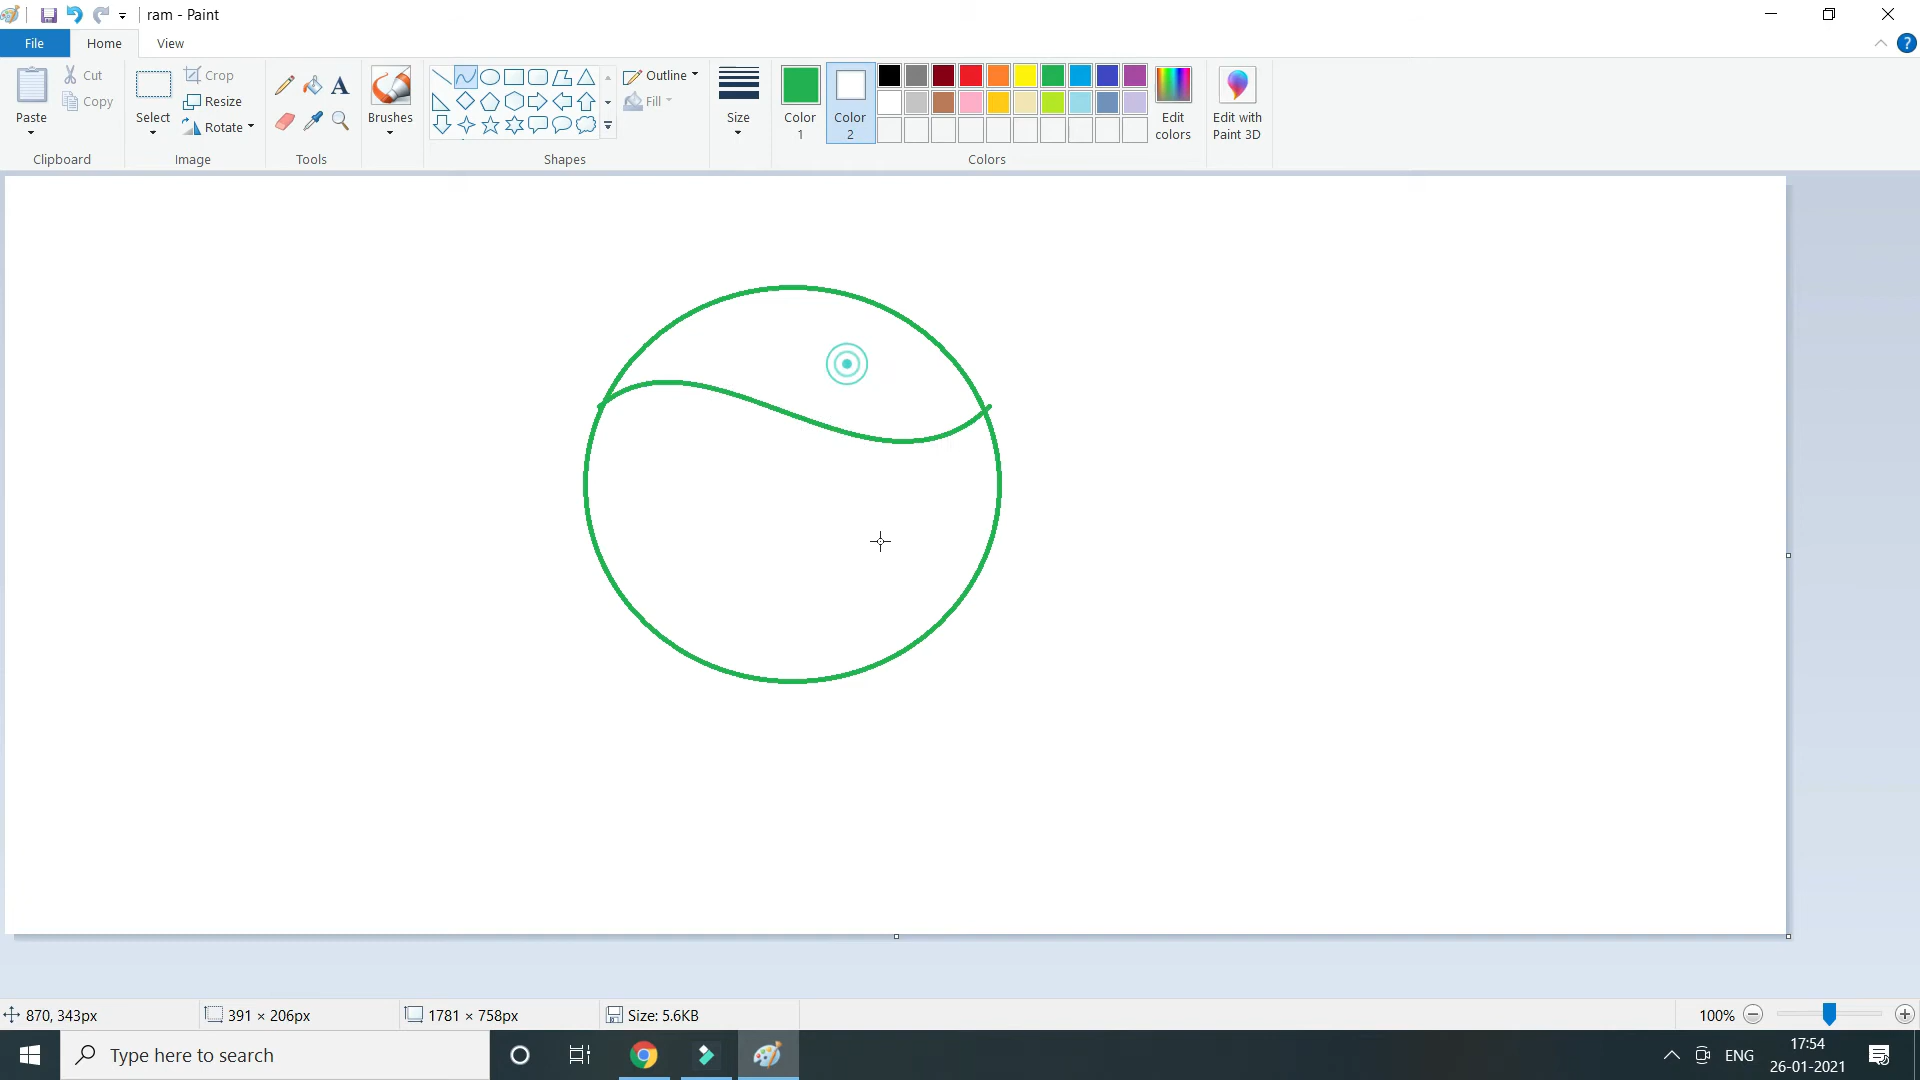 ram - Paint
File Home View
Paste Cut Copy Clipboard
Select Crop Resize Rotate Image
A
Tools
Brushes
Outline Fill Shapes
Size
Color 1
Color 2
Edit colors
Colors
Edit with Paint 3D
?
870, 343px 391 × 206px 1781 × 758px Size: 5.6KB 100%
Type here to search
ENG
17:54
26-01-2021